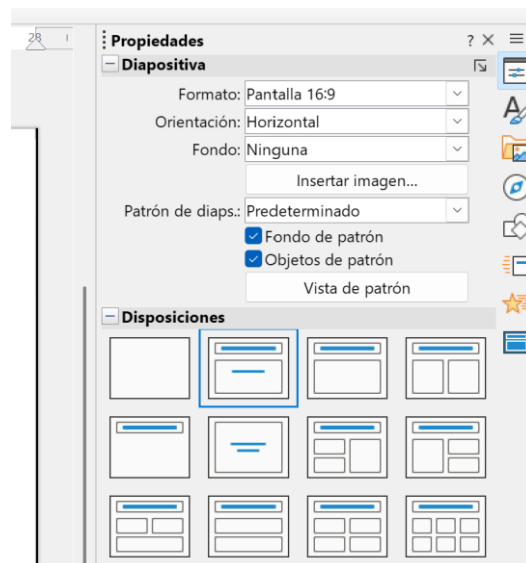 28
Propiedades ?
Diapositiva
Formato: Pantalla 16:9
Orientación: Horizontal
Fondo: Ninguna
Insertar imagen...
Patrón de diaps.: Predeterminado
Fondo de patrón
Objetos de patrón
Vista de patrón
Disposiciones